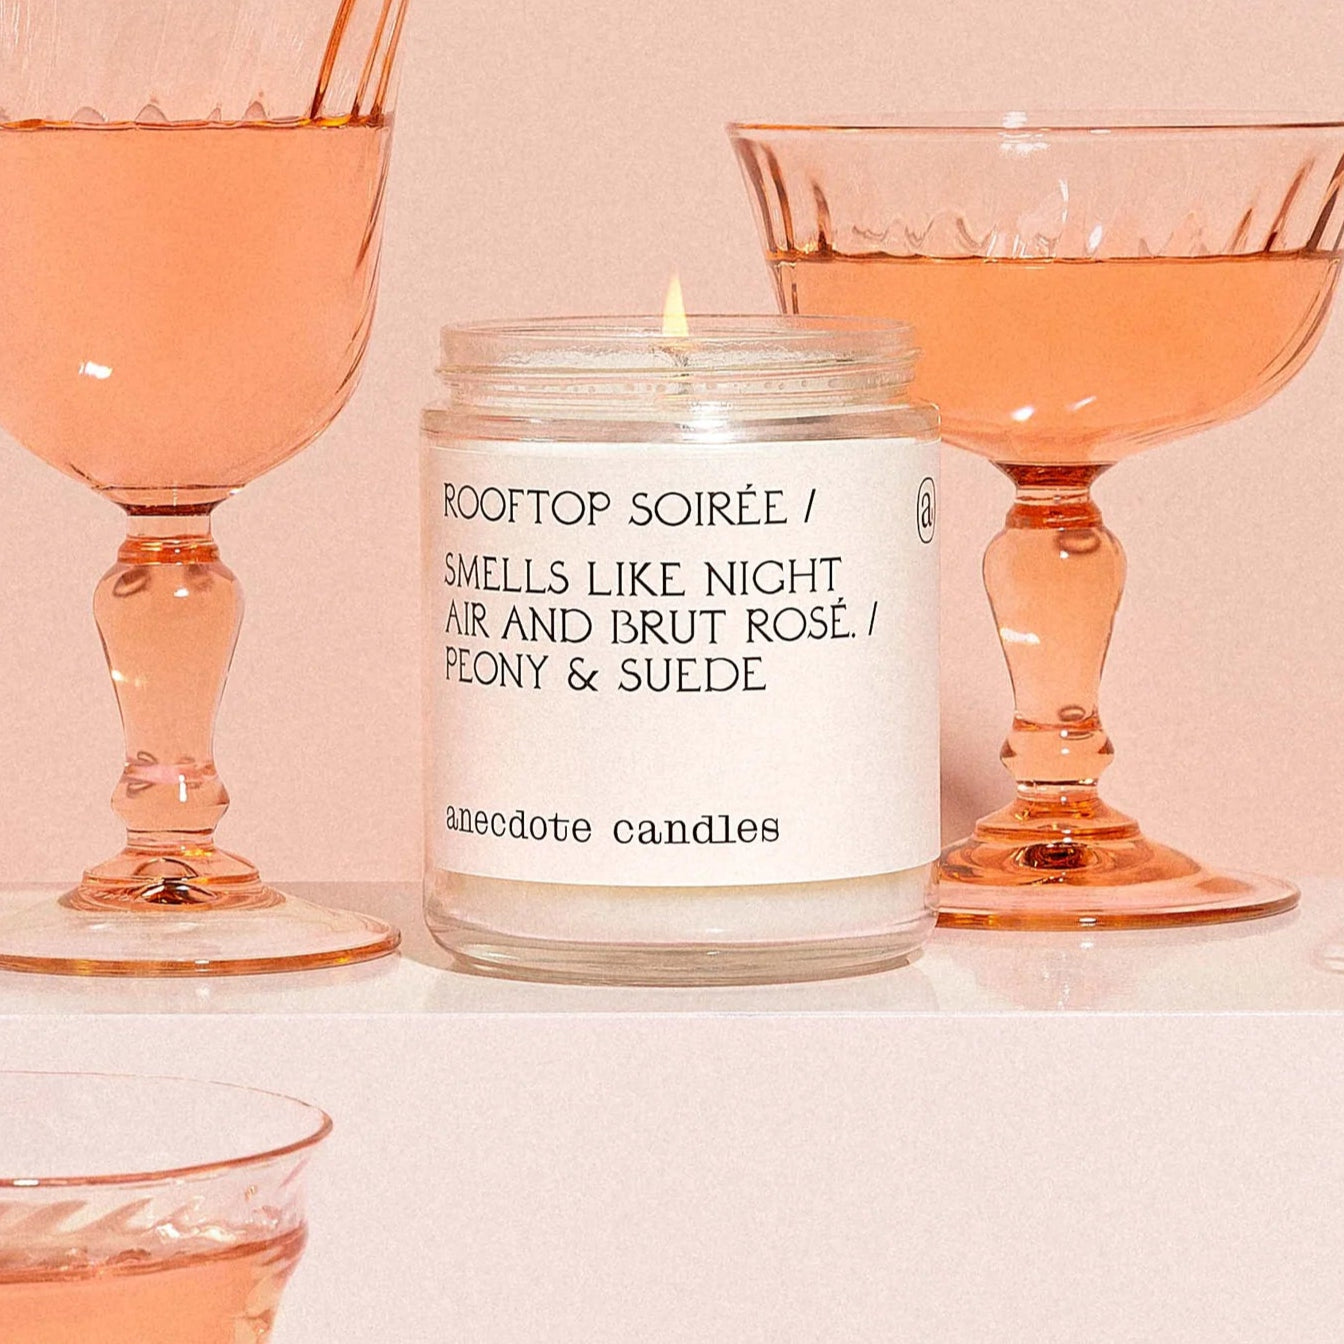 ROOFTOP SOIRÉE /
@
SMELLS LIKE NIGHT
AIR AND BRUT ROSÉ. /
PEONY & SUEDE
anecdote candles